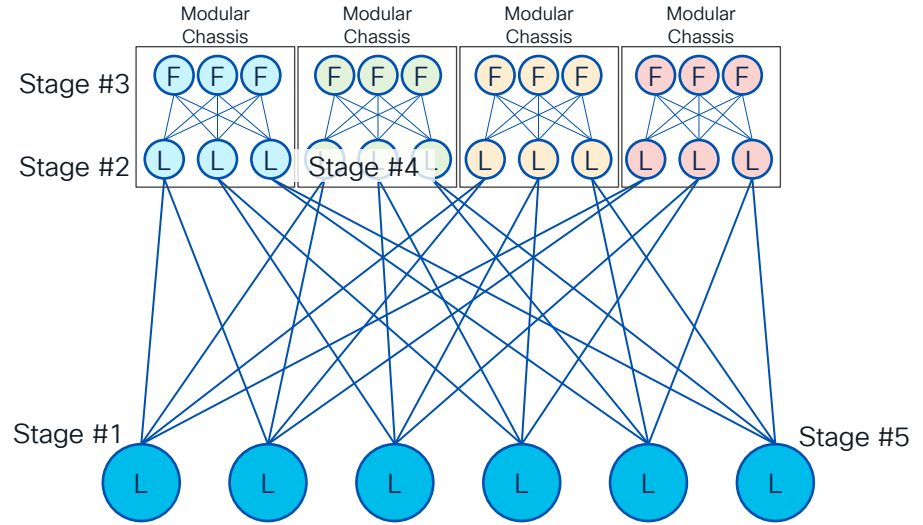 Modular Chassis
Modular Chassis
Modular Chassis
Modular Chassis
Stage #3
F F F F F F F F F F F F
Stage #2
L L L L L L L L L L L L
Stage #4
Stage #1
Stage #5
L L L L L L